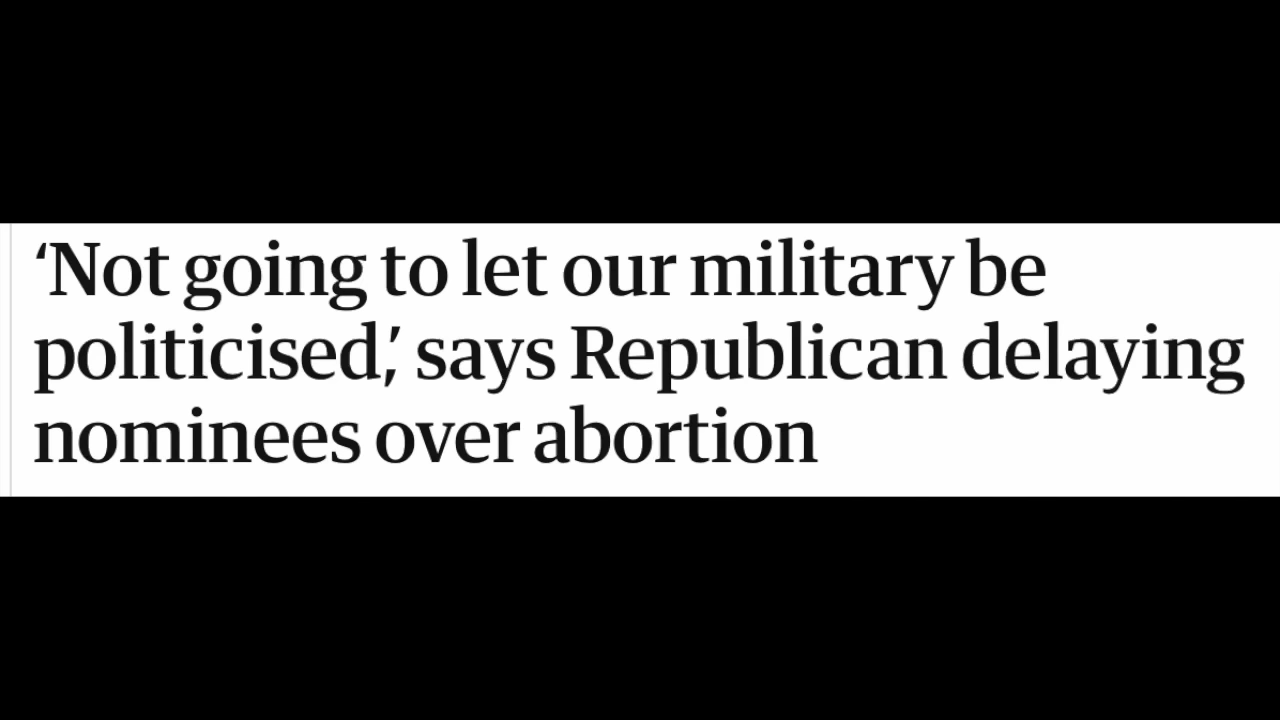 ‘Not going to let our military be
politicised,’ says Republican delaying
nominees over abortion